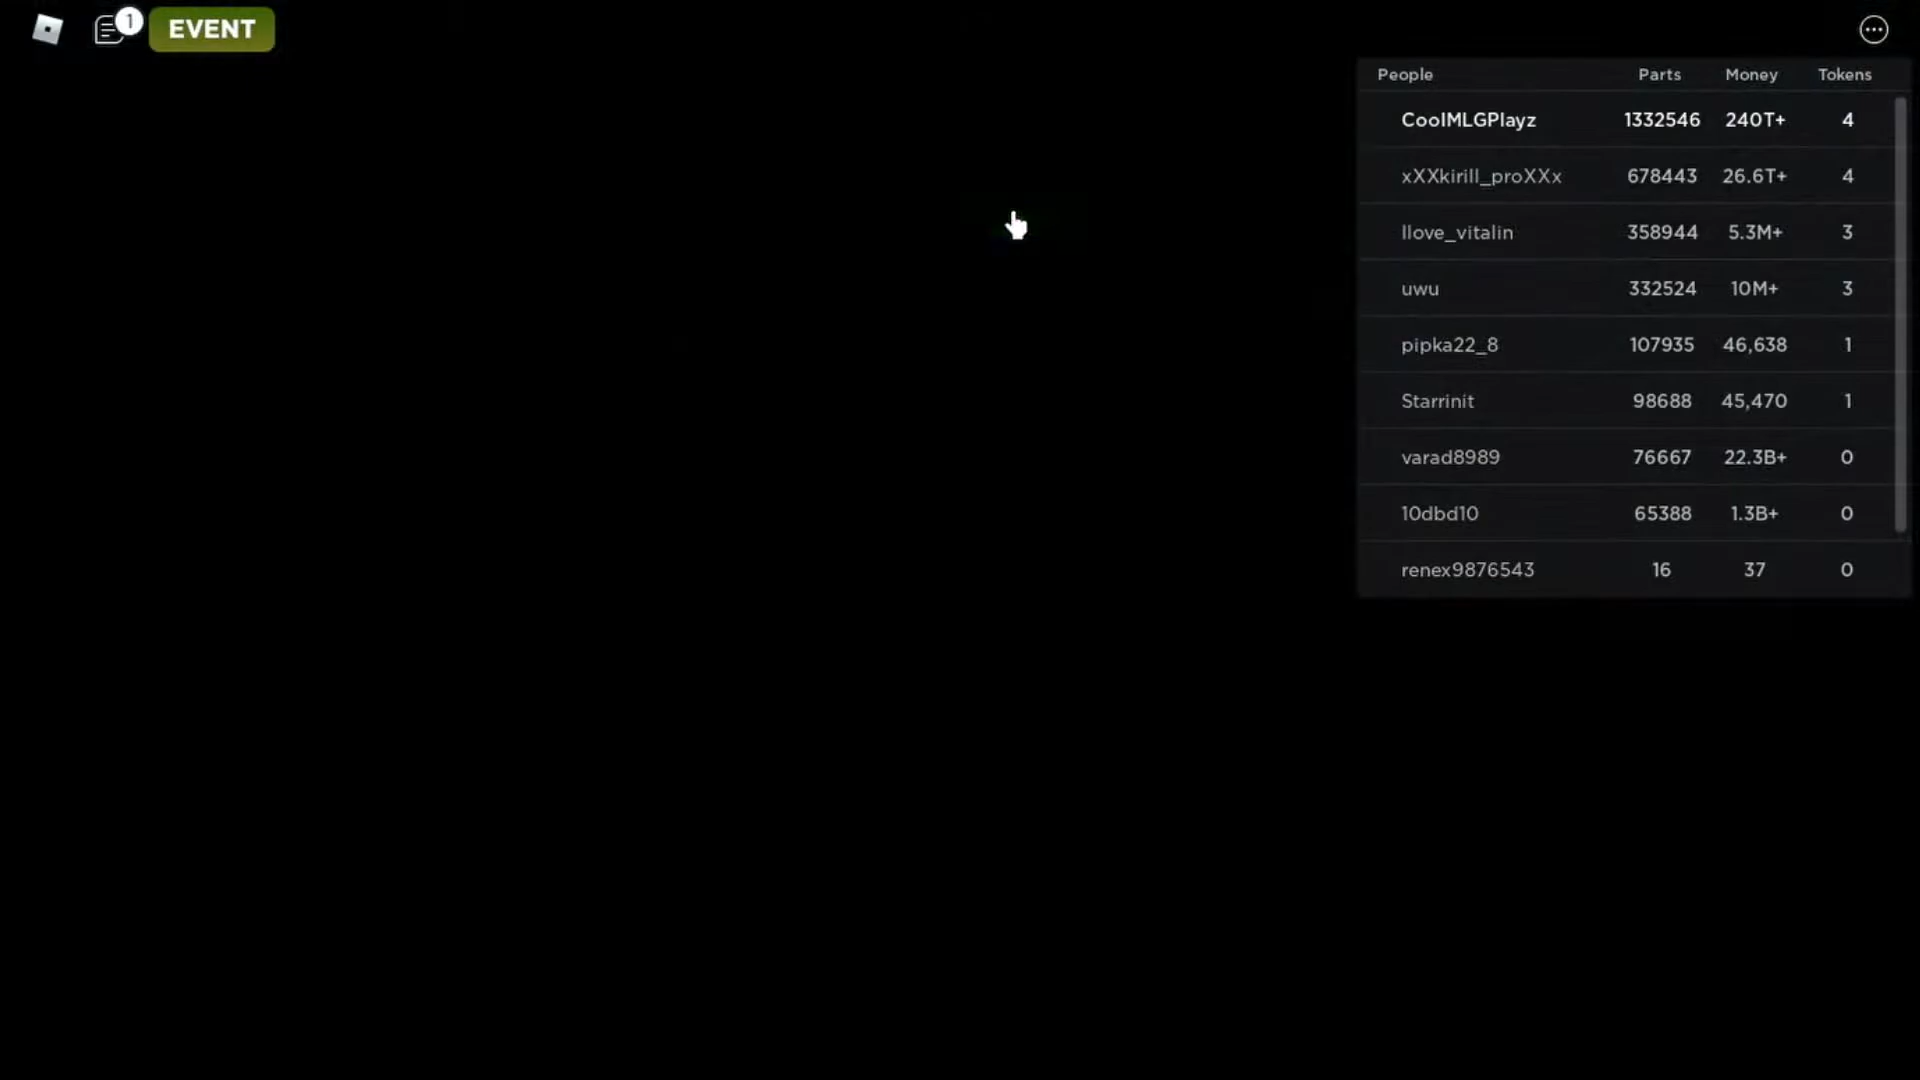 1
EVENT
People Parts Money Tokens
CoolMLGPlayz 1332546 240T+ 4
xXXkirill_proXXx 678443 26.6T+ 4
Ilove_vitalin 358944 5.3M+ 3
uwu 332524 10M+ 3
pipka22_8 107935 46,638 1
Starrinit 98688 45,470 1
varad8989 76667 22.3B+ 0
10dbd10 65388 1.3B+ 0
renex9876543 16 37 0